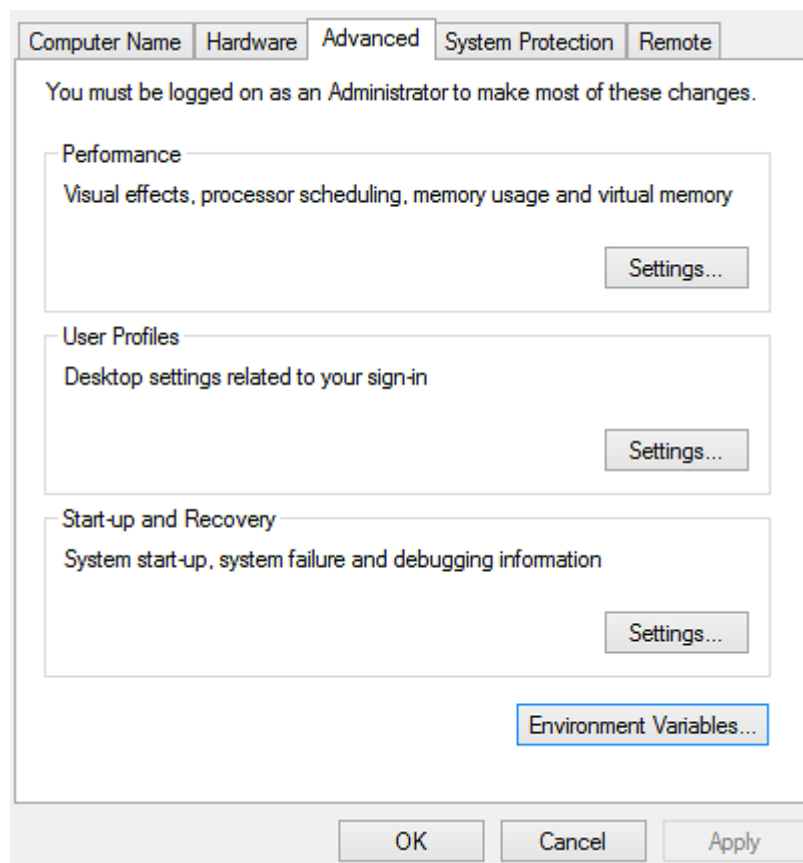 Computer Name Hardware Advanced System Protection Remote
You must be logged on as an Administrator to make most of these changes.
Performance
Visual effects, processor scheduling, memory usage and virtual memory
Settings...
User Profiles
Desktop settings related to your sign-in
Settings...
Start-up and Recovery
System start-up, system failure and debugging information
Settings...
Environment Variables...
OK Cancel Apply